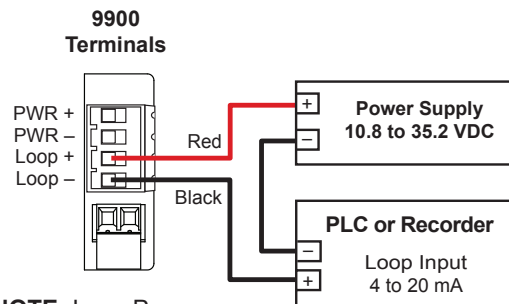 9900
Terminals
PWR +
PWR –
Loop +
Loop –
Red
Black
+
Power Supply
10.8 to 35.2 VDC
–
PLC or Recorder
–
Loop Input
+
4 to 20 mA